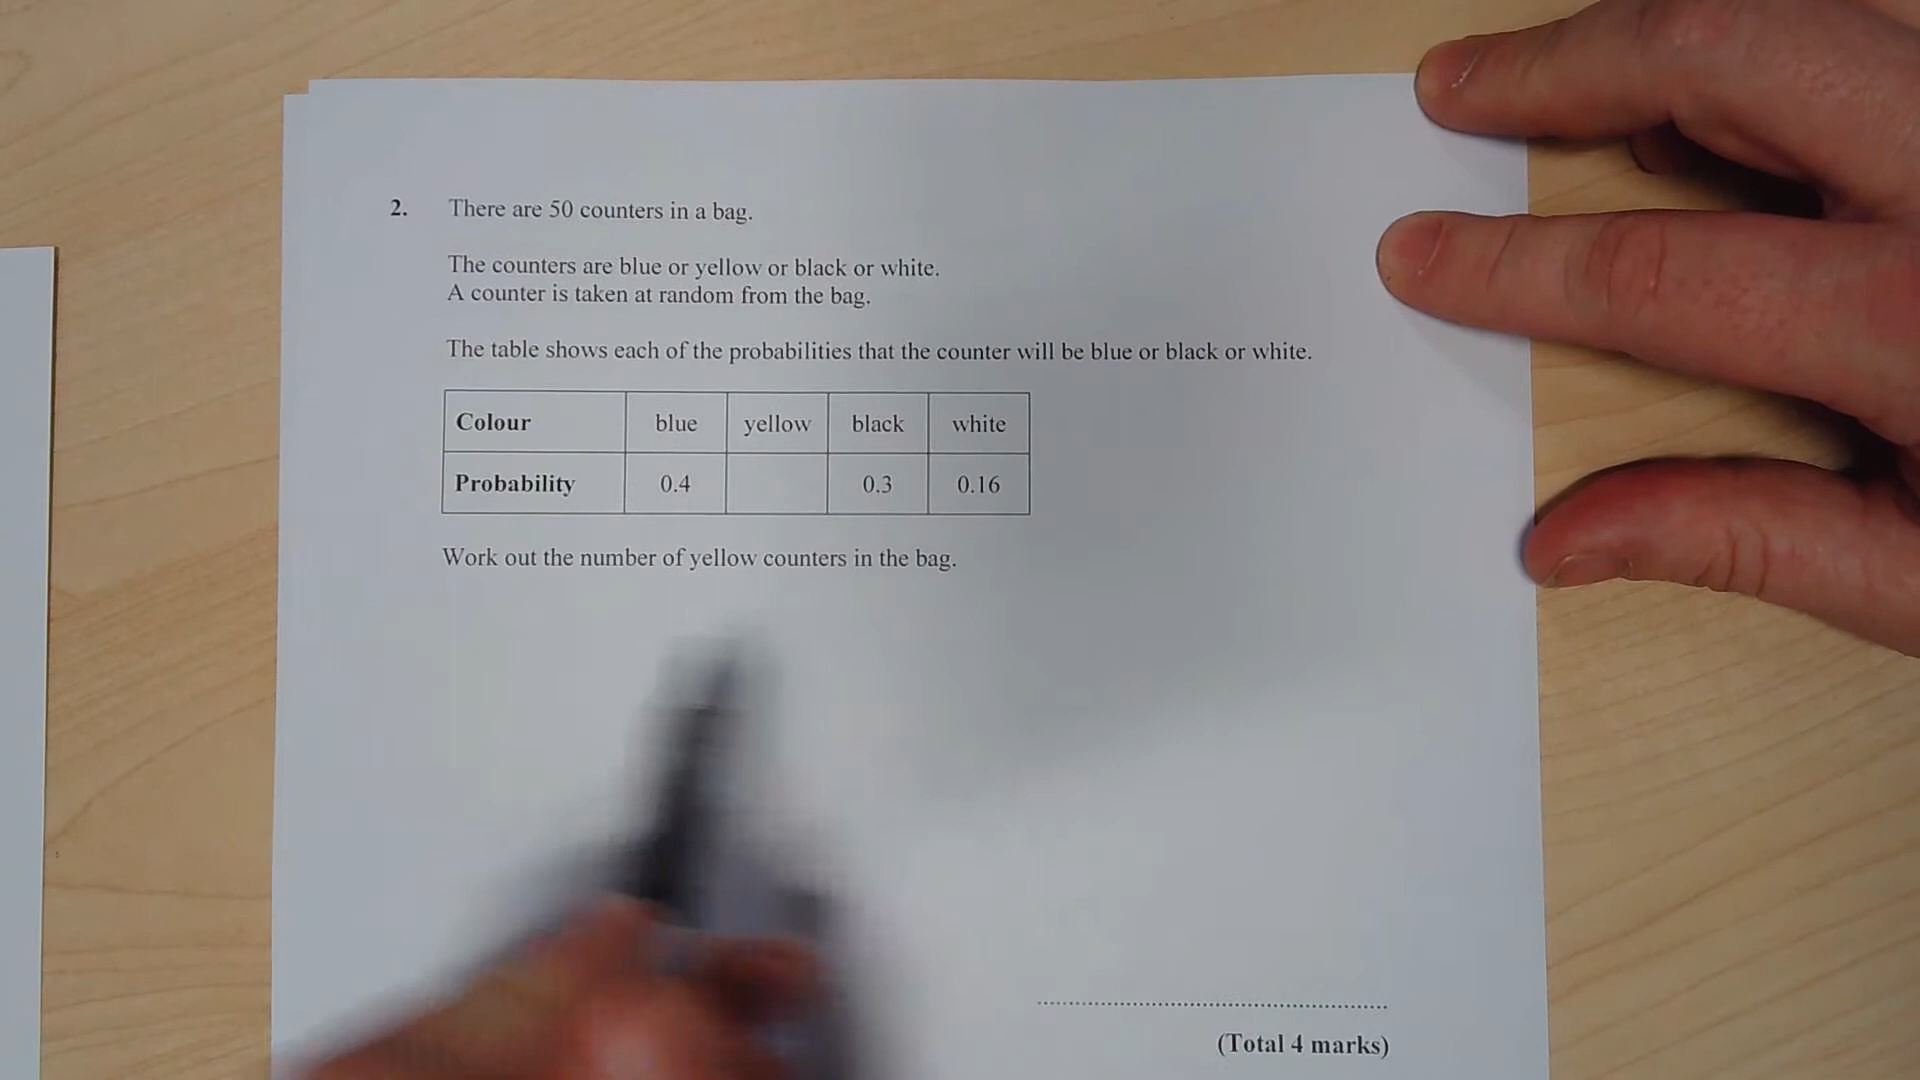 2. There are 50 counters in a bag.
The counters are blue or yellow or black or white.
A counter is taken at random from the bag.
The table shows each of the probabilities that the counter will be blue or black or white.
Colour blue yellow black white
Probability 0.4 0.3 0.16
Work out the number of yellow counters in the bag.
(Total 4 marks)